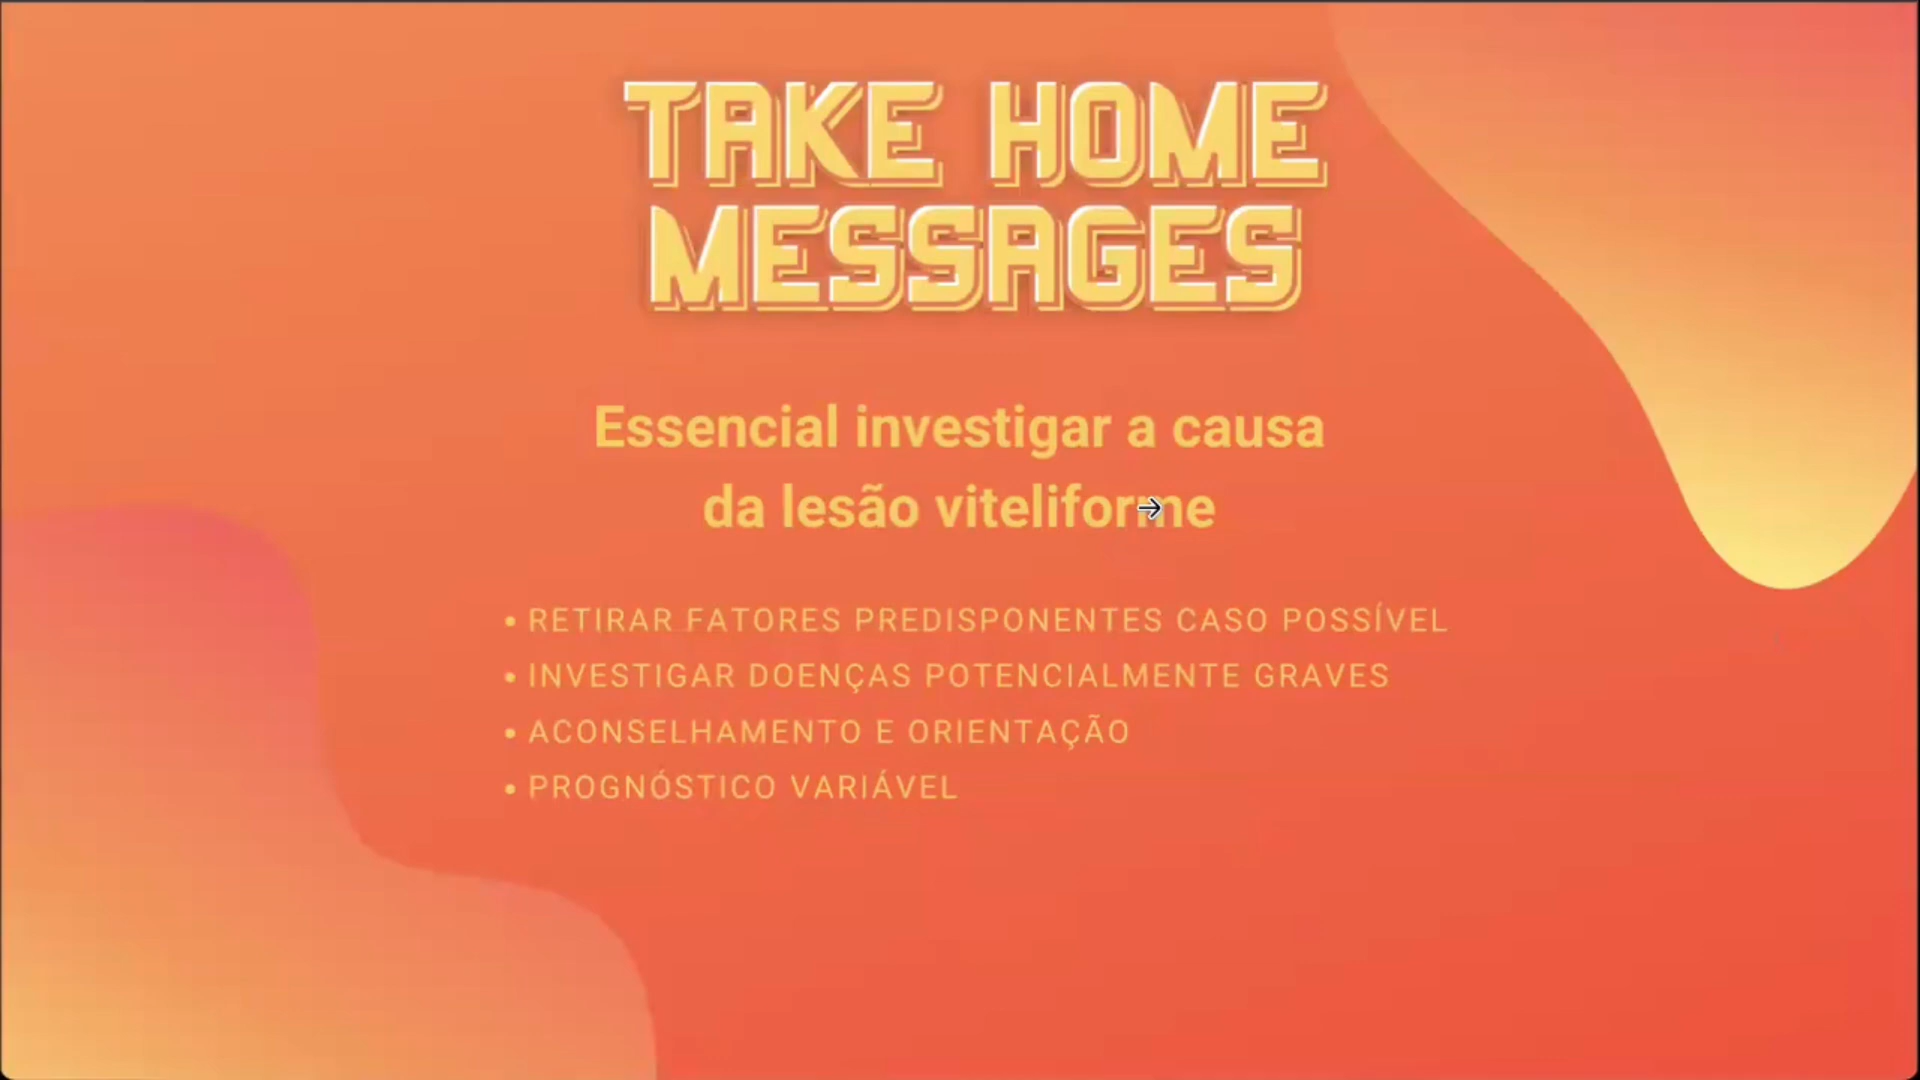 TAKE HOME
MESSAGES
Essencial investigar a causa
da lesão viteliforme
• RETIRAR FATORES PREDISPONENTES CASO POSSÍVEL
• INVESTIGAR DOENÇAS POTENCIALMENTE GRAVES
• ACONSELHAMENTO E ORIENTAÇÃO
• PROGNÓSTICO VARIÁVEL